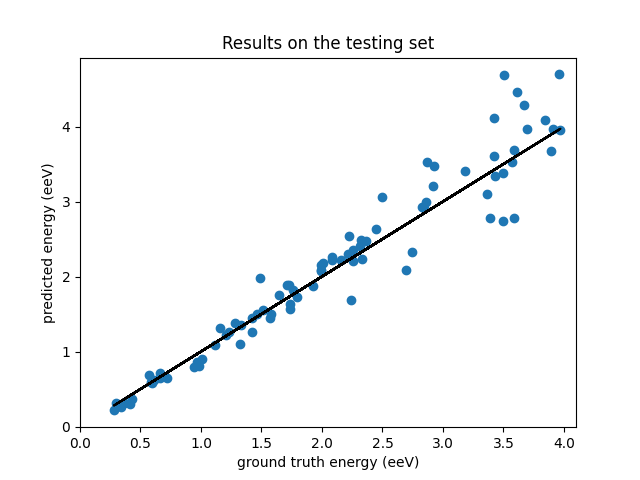 Results on the testing set
predicted energy (eeV)
4
3
2
1
0
0.0 0.5 1.0 1.5 2.0 2.5 3.0 3.5 4.0
ground truth energy (eeV)